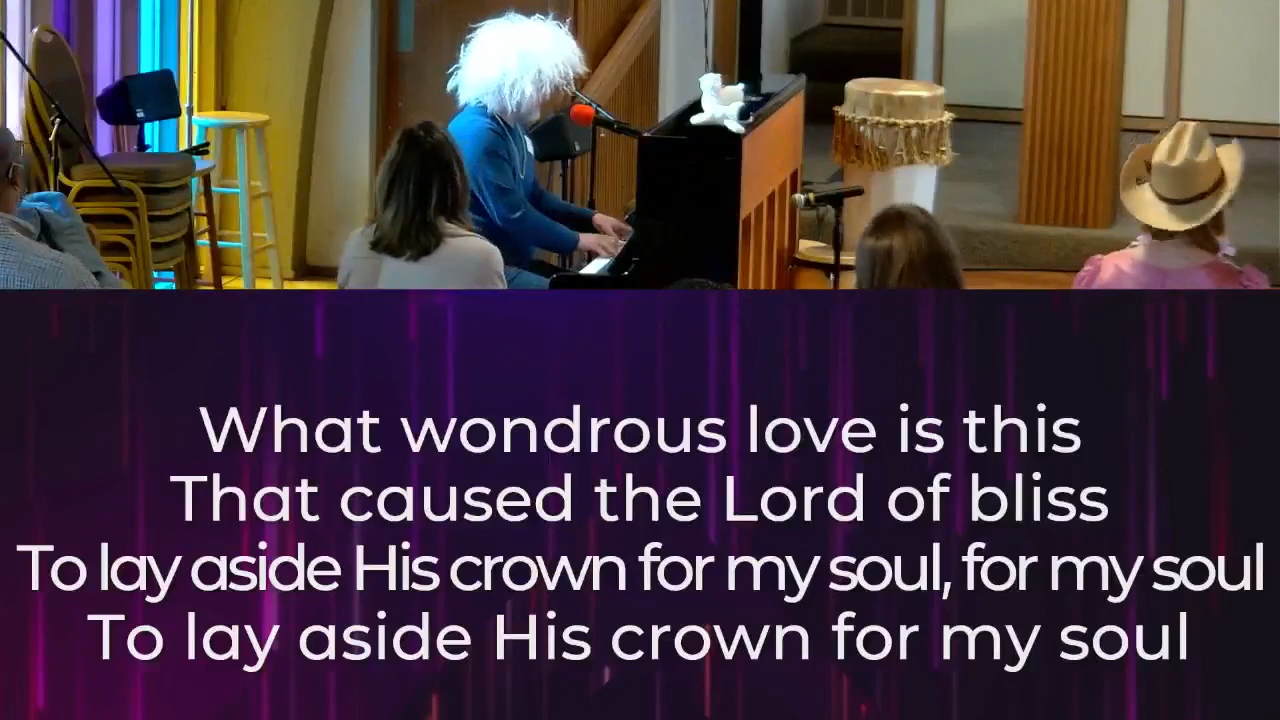 What wondrous love is this
That caused the Lord of bliss
To lay aside His crown for my soul, for my soul
To lay aside His crown for my soul